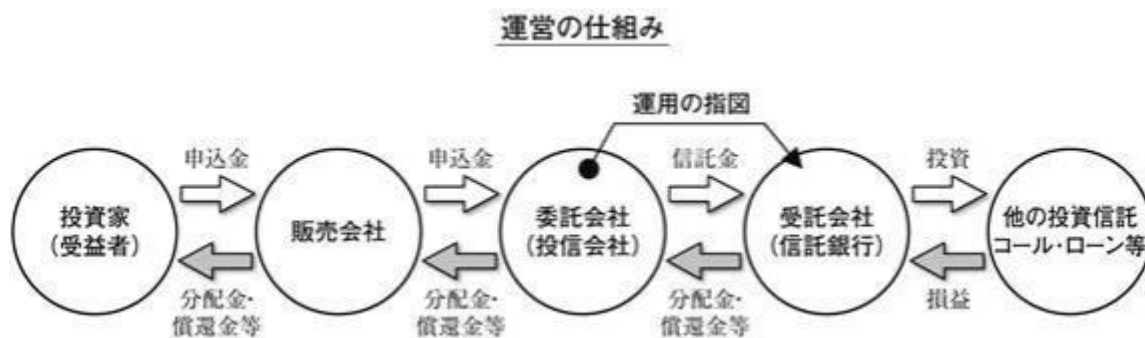 運営の仕組み
運用の指図
申込金
申込金
信託金
投資
投資家
(受益者)
販売会社
委託会社
(投信会社)
受託会社
(信託銀行)
他の投資信託
コール・ローン等
分配金・
償還金等
分配金・
償還金等
分配金・
償還金等
損益